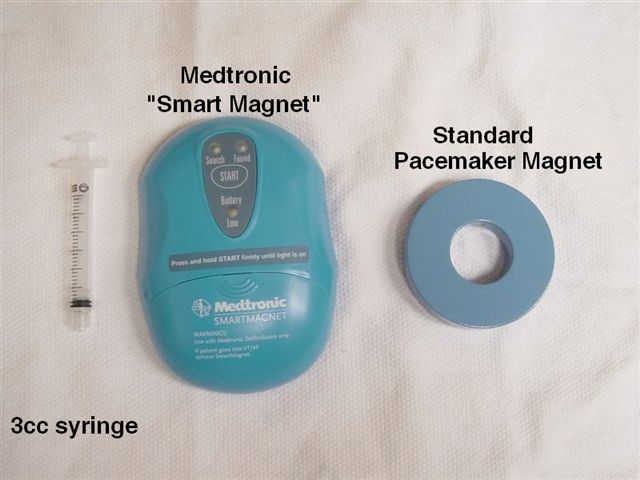 Medtronic
"Smart Magnet"
Standard
Pacemaker Magnet
Search Found
START
Battery
Low
Press and hold START firmly until light is on
Medtronic
SMARTMAGNET
WARNINGS:
Use with Medtronic Defibrillators only
If patient goes into VT/VF
remove SmartMagnet.
3cc syringe